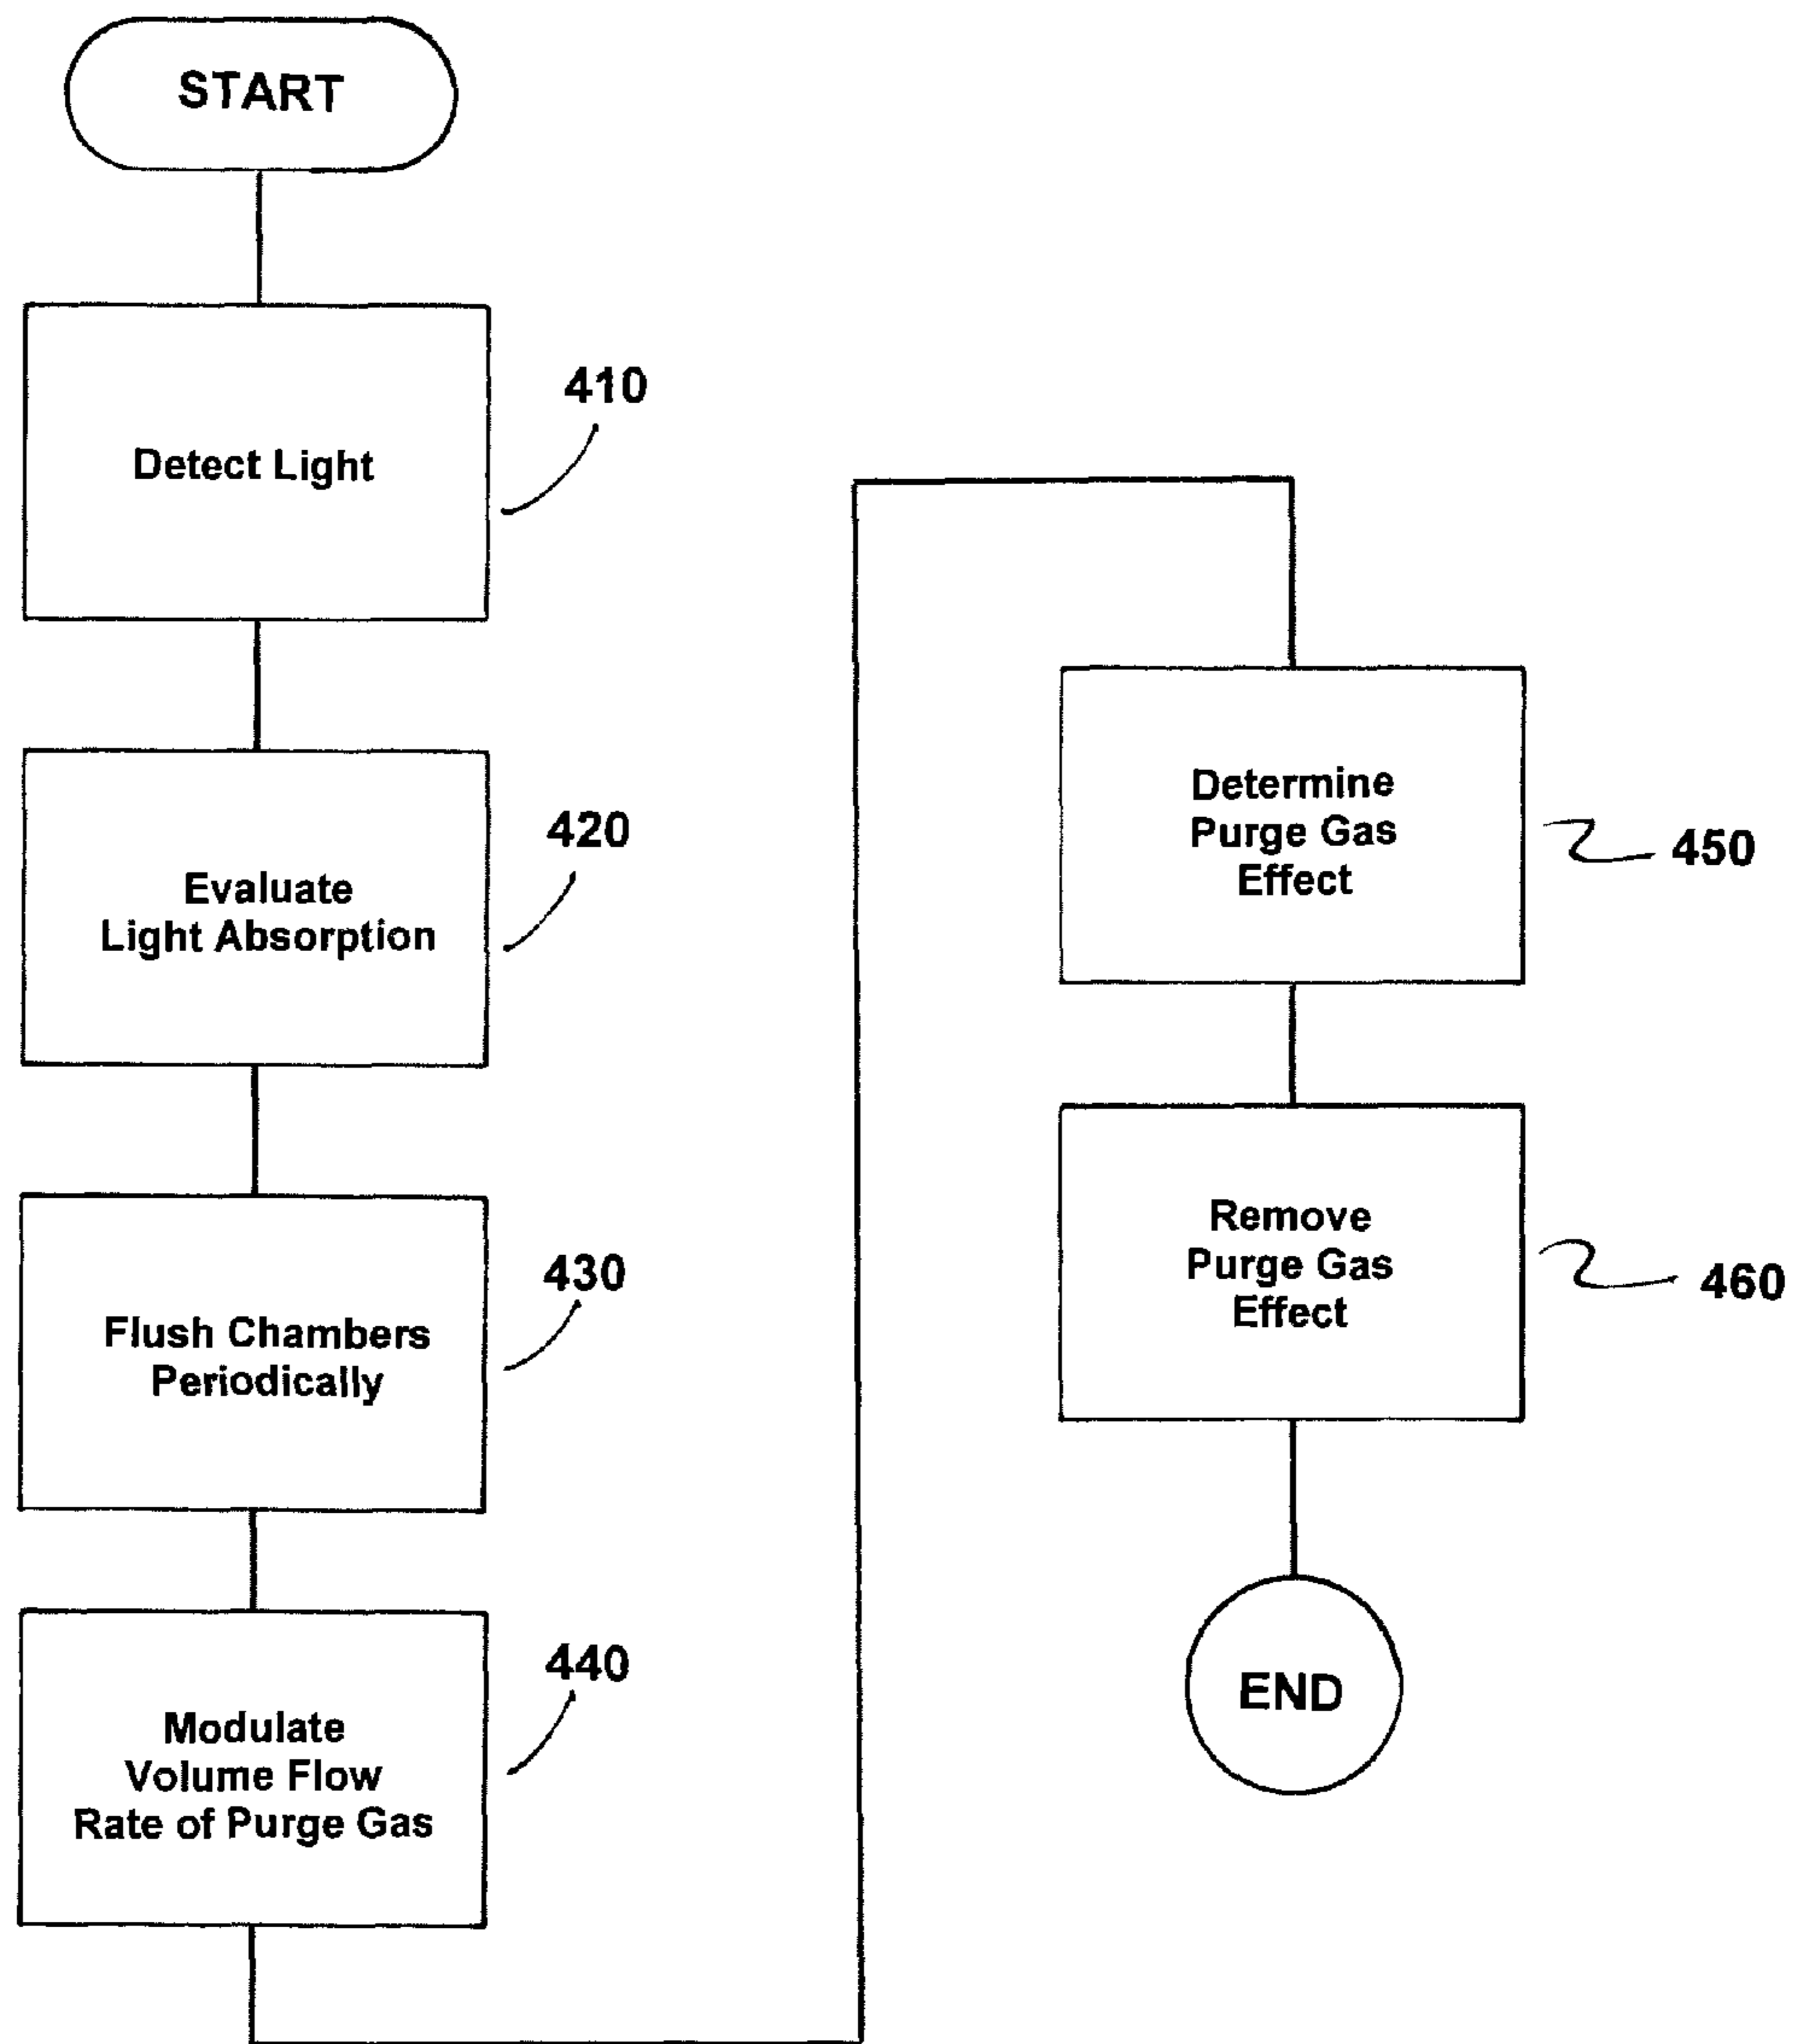 START
410
Detect Light
420
Evaluate
Light Absorption
430
Flush Chambers
Periodically
440
Modulate
Volume Flow
Rate of Purge Gas
Determine
Purge Gas
Effect
450
Remove
Purge Gas
Effect
460
END